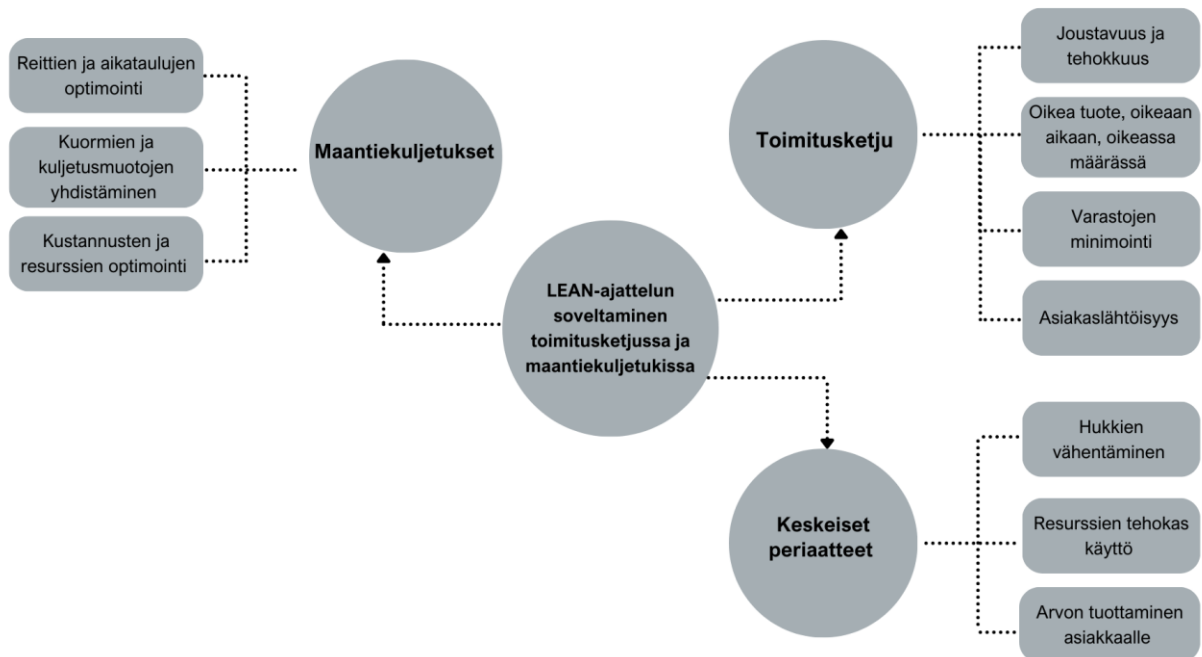 Reittien ja aikataulujen
optimointi
Kuormien ja
kuljetusmuotojen
yhdistäminen
Kustannusten ja
resurssien optimointi
Maantiekuljetukset
LEAN-ajattelun
soveltaminen
toimitusketjussa ja
maantiekuljetukissa
Toimitusketju
Joustavuus ja
tehokkuus
Oikea tuote, oikeaan
aikaan, oikeassa
määrässä
Varastojen
minimointi
Asiakaslähtöisyys
Keskeiset
periaatteet
Hukkien
vähentäminen
Resurssien tehokas
käyttö
Arvon tuottaminen
asiakkaalle